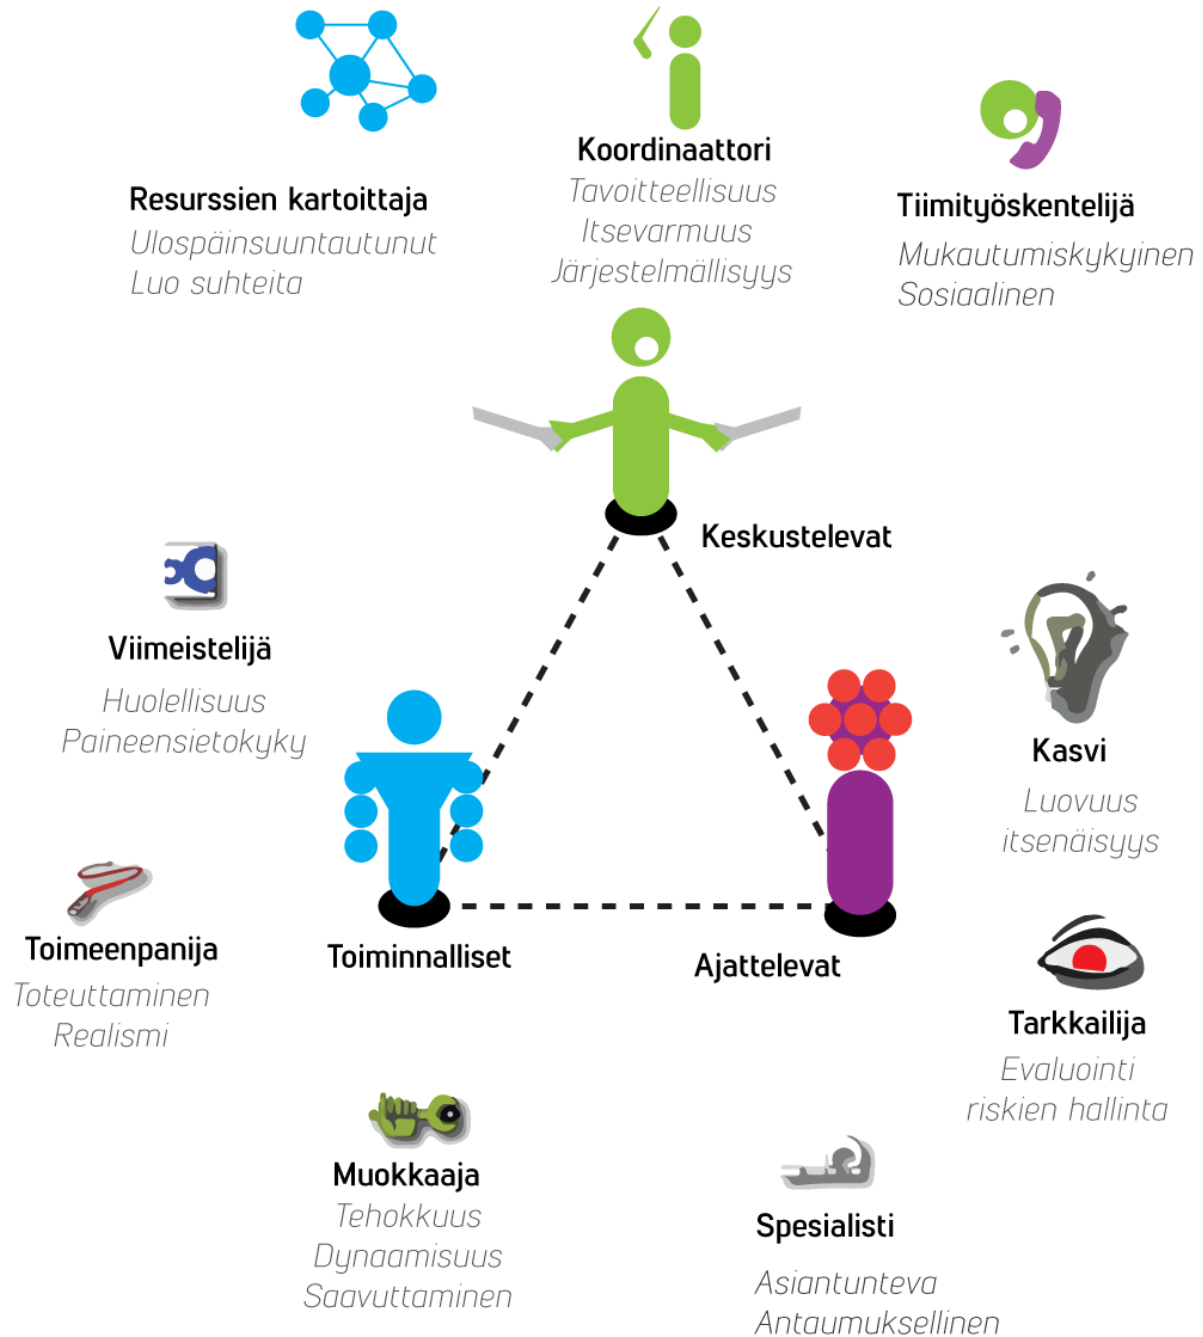 Koordinaattori
Tavoitteellisuus
Itsevarmuus
Järjestelmällisyys
Resurssien kartoittaja
Ulospäinsuuntautunut
Luo suhteita
Tiimityöskentelijä
Mukautumiskykyinen
Sosiaalinen
Keskustelevat
Viimeistelijä
Huolellisuus
Paineensietokyky
Kasvi
Luovuus
itsenäisyys
Toimeenpanija
Toteuttaminen
Realismi
Toiminnalliset
Ajattelevat
Tarkkailija
Evaluointi
riskien hallinta
Muokkaaja
Tehokkuus
Dynaamisuus
Saavuttaminen
Spesialisti
Asiantunteva
Antaumuksellinen